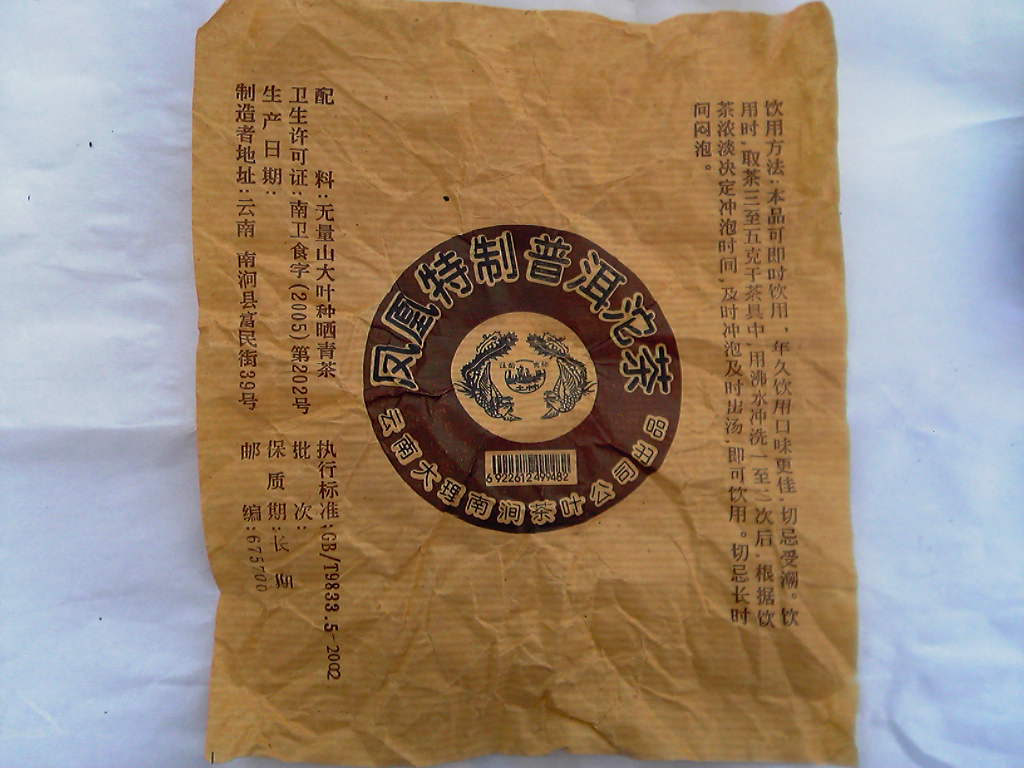 饮用方法:本品可即时饮用，年久饮用口味更佳,切忌受潮。饮
用时,取茶三至五克于茶具中,用沸水冲洗一至二次后,根据饮
茶浓淡决定冲泡时间,及时冲泡及时出汤,即可饮用。切忌长时
间闷泡。
凤凰特制普洱沱茶
6 922612 499482
云南大理南涧茶叶公司出品
配 料:无量山大叶种晒青茶
执行标准:GB/T9833.5-2002
卫生许可证:南卫食字(2005)第202号
批 次:
生产日期:
保质期:长期
制造者地址:云南 南涧县富民街39号
邮 编:675700